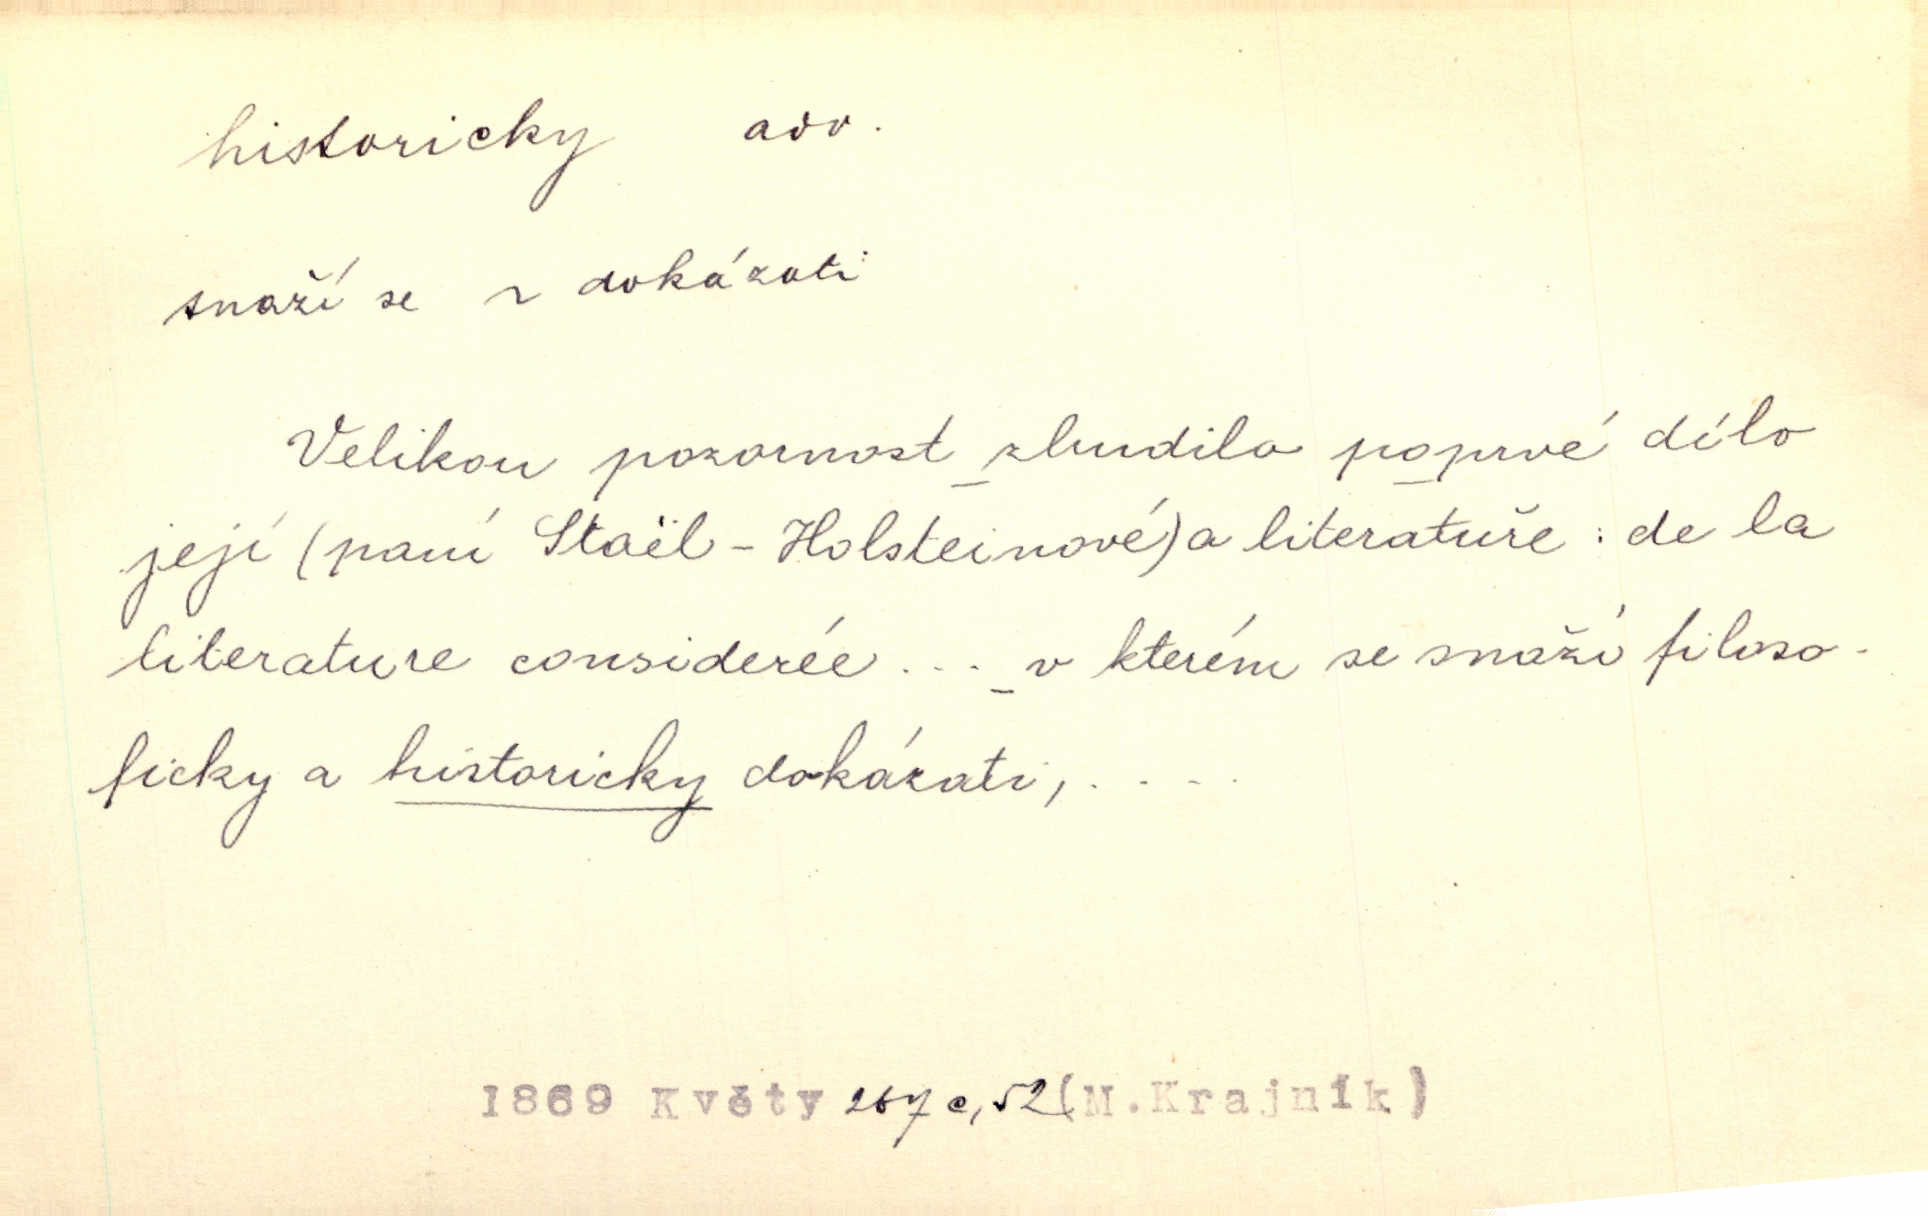 historicky adv.
snaží se ~ dokázati
Velikou pozornost zbudilo poprvé dílo
její (paní Staël-Holsteinové) a literatuře: de la
literature considerée ... v kterém se snaží filoso-
ficky a historicky dokázati, ....
1869 Květy 267 c, 52 (M. Krajník)